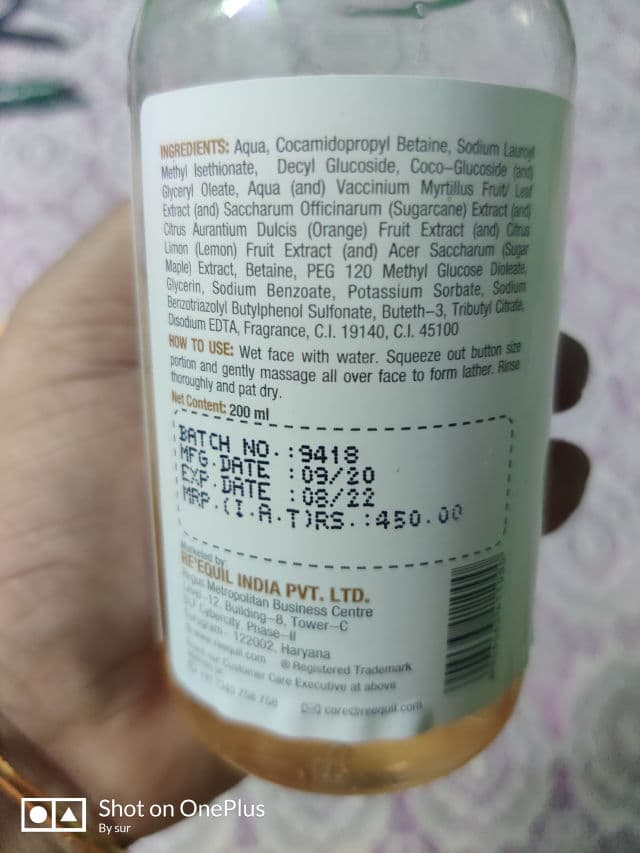 INGREDIENTS: Aqua, Cocamidopropyl Betaine, Sodium Lauroyl
Methyl Isethionate, Decyl Glucoside, Coco-Glucoside (and)
Glyceryl Oleate, Aqua (and) Vaccinium Myrtillus Fruit/ Leaf
Extract (and) Saccharum Officinarum (Sugarcane) Extract (and)
Citrus Aurantium Dulcis (Orange) Fruit Extract (and) Citrus
Limon (Lemon) Fruit Extract (and) Acer Saccharum (Sugar
Maple) Extract, Betaine, PEG 120 Methyl Glucose Dioleate,
Glycerin, Sodium Benzoate, Potassium Sorbate, Sodium
Benzotriazolyl Butylphenol Sulfonate, Buteth-3, Tributyl Citrate,
Disodium EDTA, Fragrance, C.I. 19140, C.I. 45100
HOW TO USE: Wet face with water. Squeeze out button size
portion and gently massage all over face to form lather. Rinse
thoroughly and pat dry.
Net Content: 200 ml
BATCH NO.:9418
MFG.DATE :09/20
EXP.DATE :08/22
MRP.(I.A.T)RS.:450.00
Marketed by:
RE'EQUIL INDIA PVT. LTD.
Metropolitan Business Centre
Level-12, Building-8, Tower-C
DLF Cybercity, Phase-II
Gurugram - 122002, Haryana
® Registered Trademark
Customer Care Executive at above
care@reequil.com
Shot on OnePlus
By sur